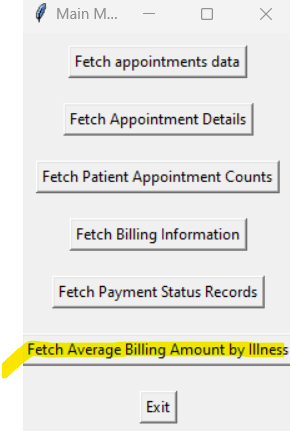 Main M...
Fetch appointments data
Fetch Appointment Details
Fetch Patient Appointment Counts
Fetch Billing Information
Fetch Payment Status Records
Fetch Average Billing Amount by Illness
Exit